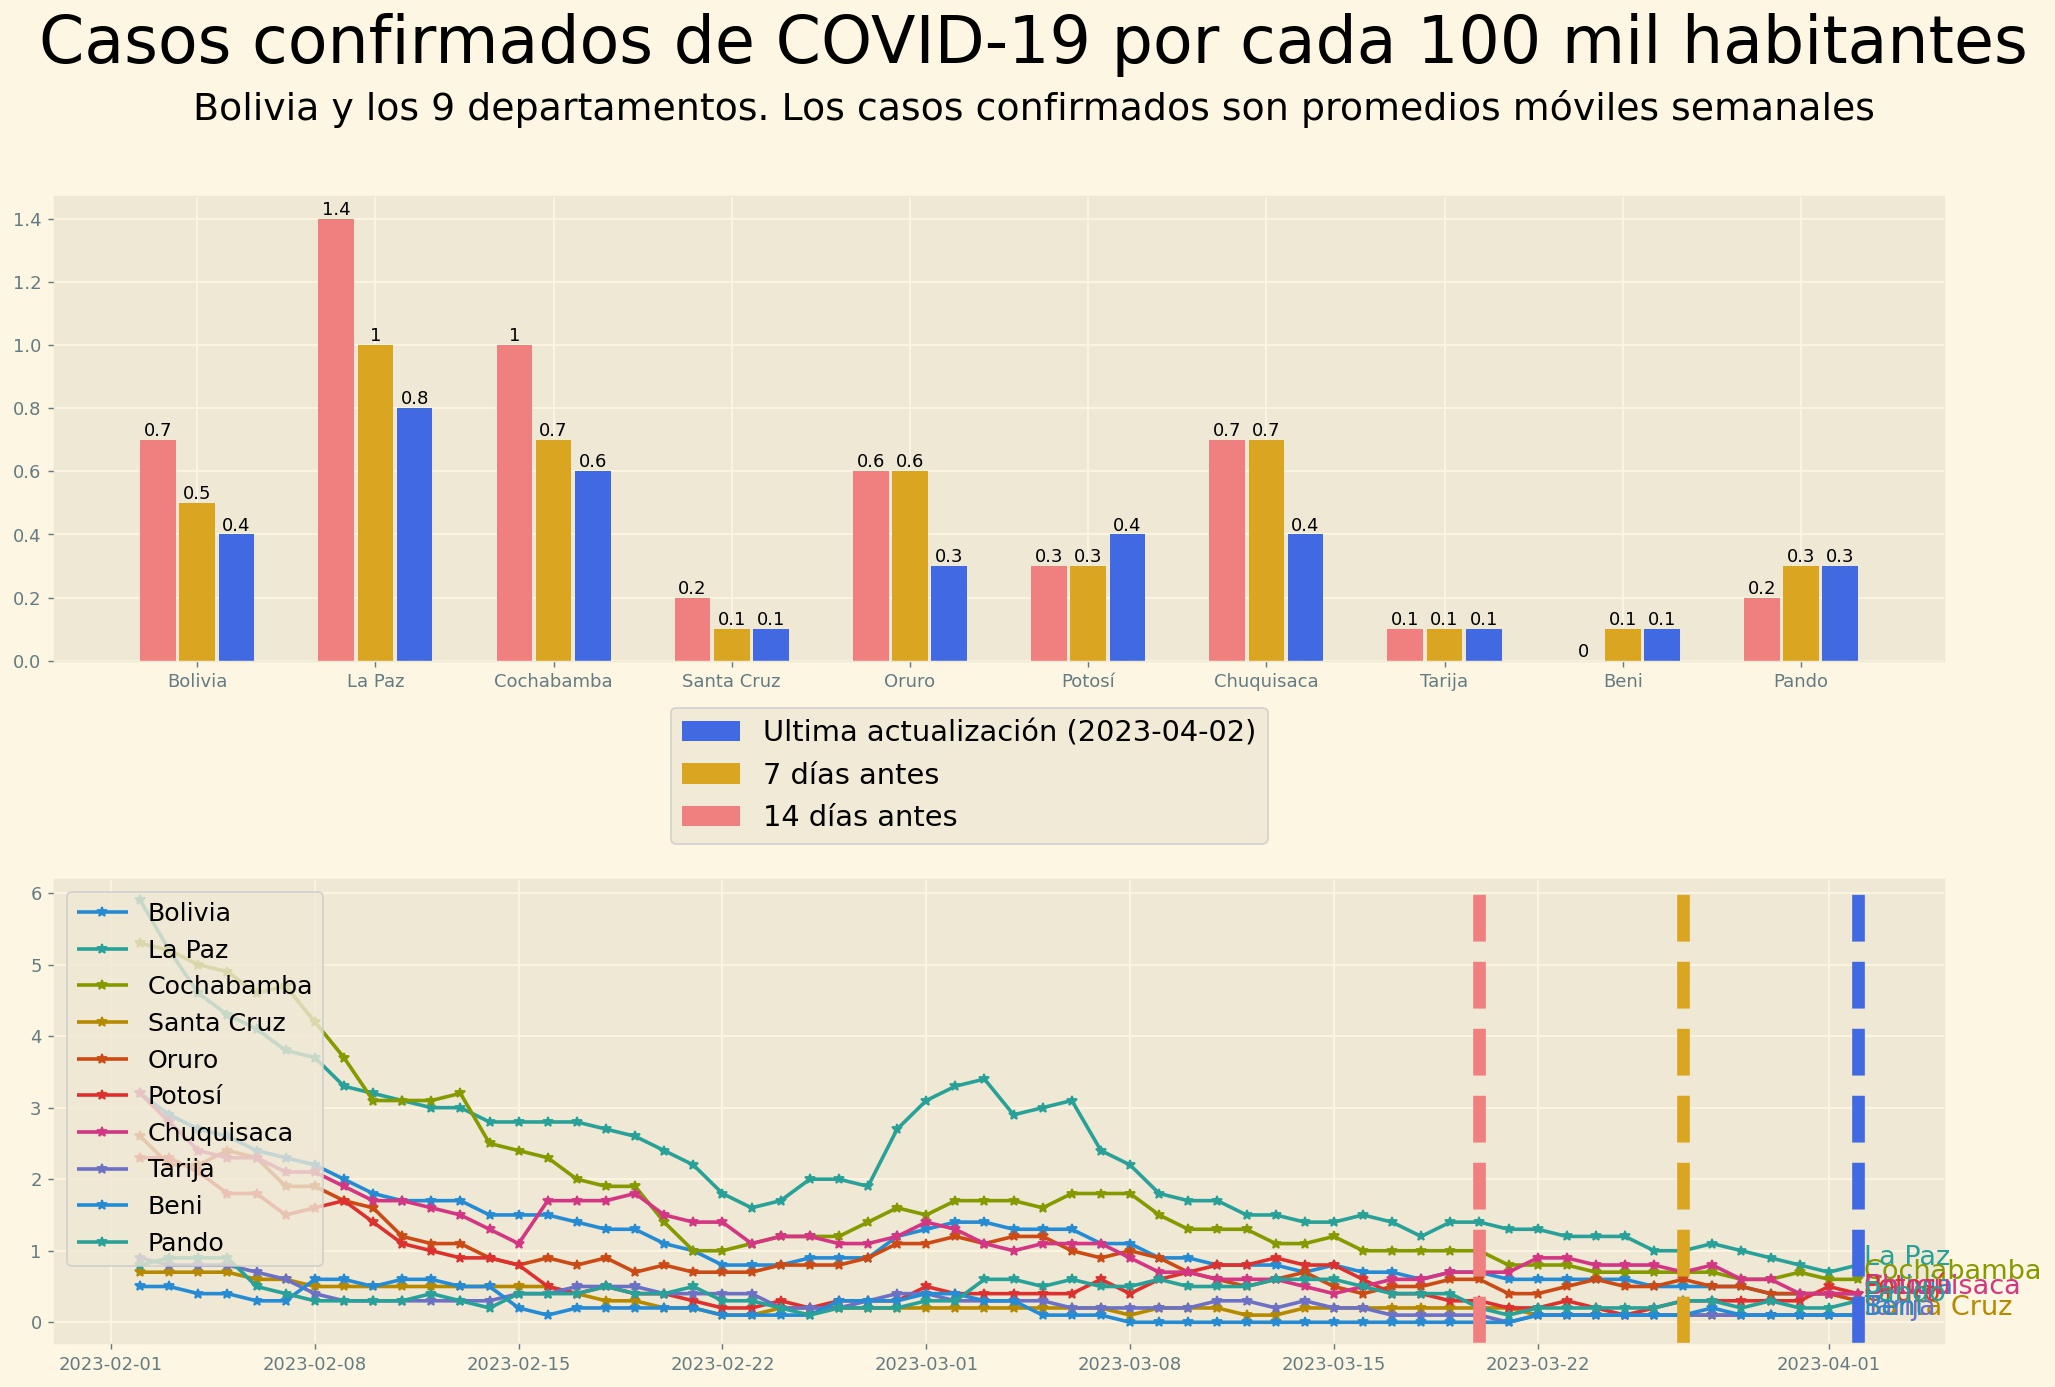 Casos confirmados de COVID-19 por cada 100 mil habitantes
Bolivia y los 9 departamentos. Los casos confirmados son promedios móviles semanales
1.4
1.2
1.0
0.8
0.6
0.4
0.2
0.0
0.7 0.5 0.4
1.4 1 0.8
1 0.7 0.6
0.2 0.1 0.1
0.6 0.6 0.3
0.3 0.3 0.4
0.7 0.7 0.4
0.1 0.1 0.1
0 0.1 0.1
0.2 0.3 0.3
Bolivia La Paz Cochabamba Santa Cruz Oruro Potosí Chuquisaca Tarija Beni Pando
Ultima actualización (2023-04-02)
7 días antes
14 días antes
6
5
4
3
2
1
0
Bolivia
La Paz
Cochabamba
Santa Cruz
Oruro
Potosí
Chuquisaca
Tarija
Beni
Pando
La Paz
Cochabamba
Chuquisaca
Santa Cruz
2023-02-01 2023-02-08 2023-02-15 2023-02-22 2023-03-01 2023-03-08 2023-03-15 2023-03-22 2023-04-01